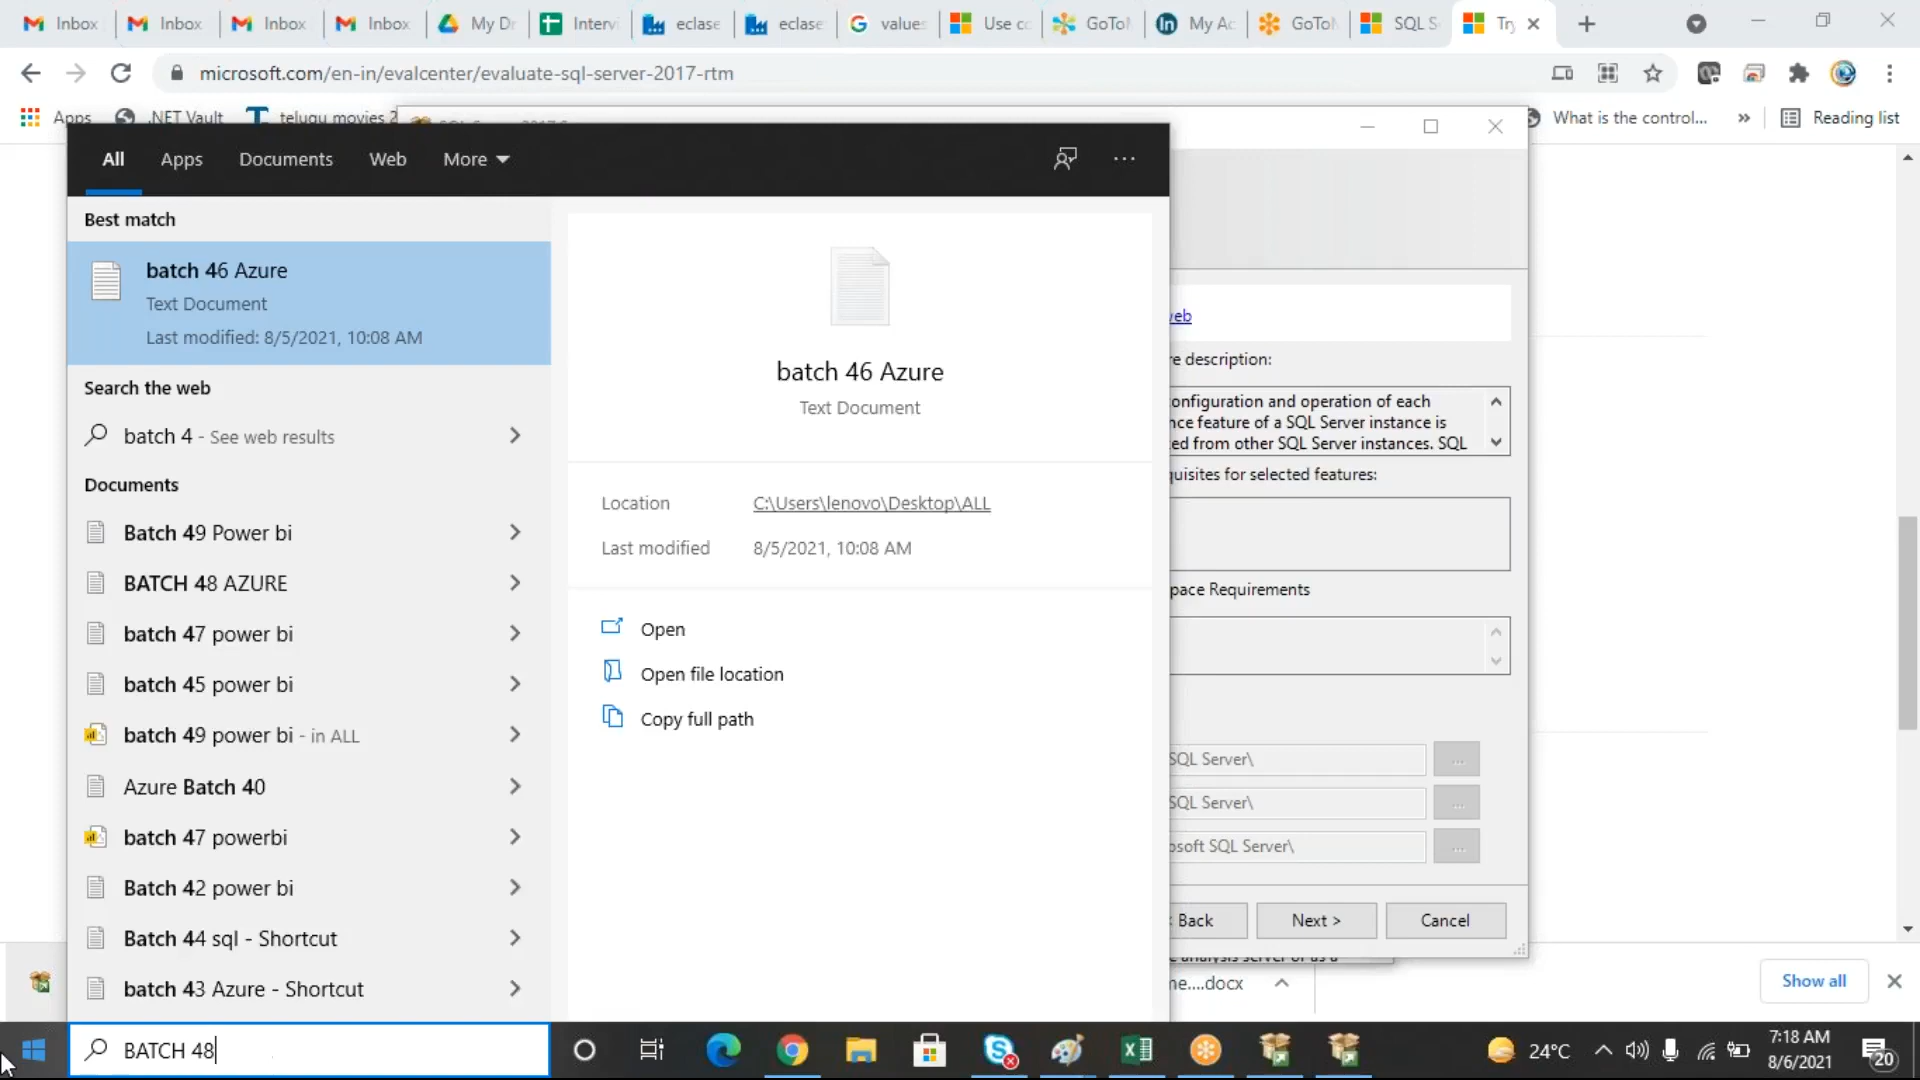 Inbox
Inbox
Inbox
Inbox
My Dr
Intervi
eclase
eclase
values
Use co
GoToM
My Ac
GoToM
SQL S
Try
microsoft.com/en-in/evalcenter/evaluate-sql-server-2017-rtm
Apps
.NET Vault
telugu movies 2
What is the control...
»
Reading list
All
Apps
Documents
Web
More
Best match
batch 46 Azure
Text Document
Last modified: 8/5/2021, 10:08 AM
Search the web
batch 4 - See web results
Documents
Batch 49 Power bi
BATCH 48 AZURE
batch 47 power bi
batch 45 power bi
batch 49 power bi - in ALL
Azure Batch 40
batch 47 powerbi
Batch 42 power bi
Batch 44 sql - Shortcut
batch 43 Azure - Shortcut
batch 46 Azure
Text Document
Location C:\Users\lenovo\Desktop\ALL
Last modified 8/5/2021, 10:08 AM
Open
Open file location
Copy full path
web
re description:
onfiguration and operation of each
nce feature of a SQL Server instance is
ed from other SQL Server instances. SQL
quisites for selected features:
pace Requirements
SQL Server\
...
SQL Server\
...
osoft SQL Server\
...
Back
Next >
Cancel
me....docx
Show all
BATCH 48
24°C
7:18 AM
8/6/2021
20